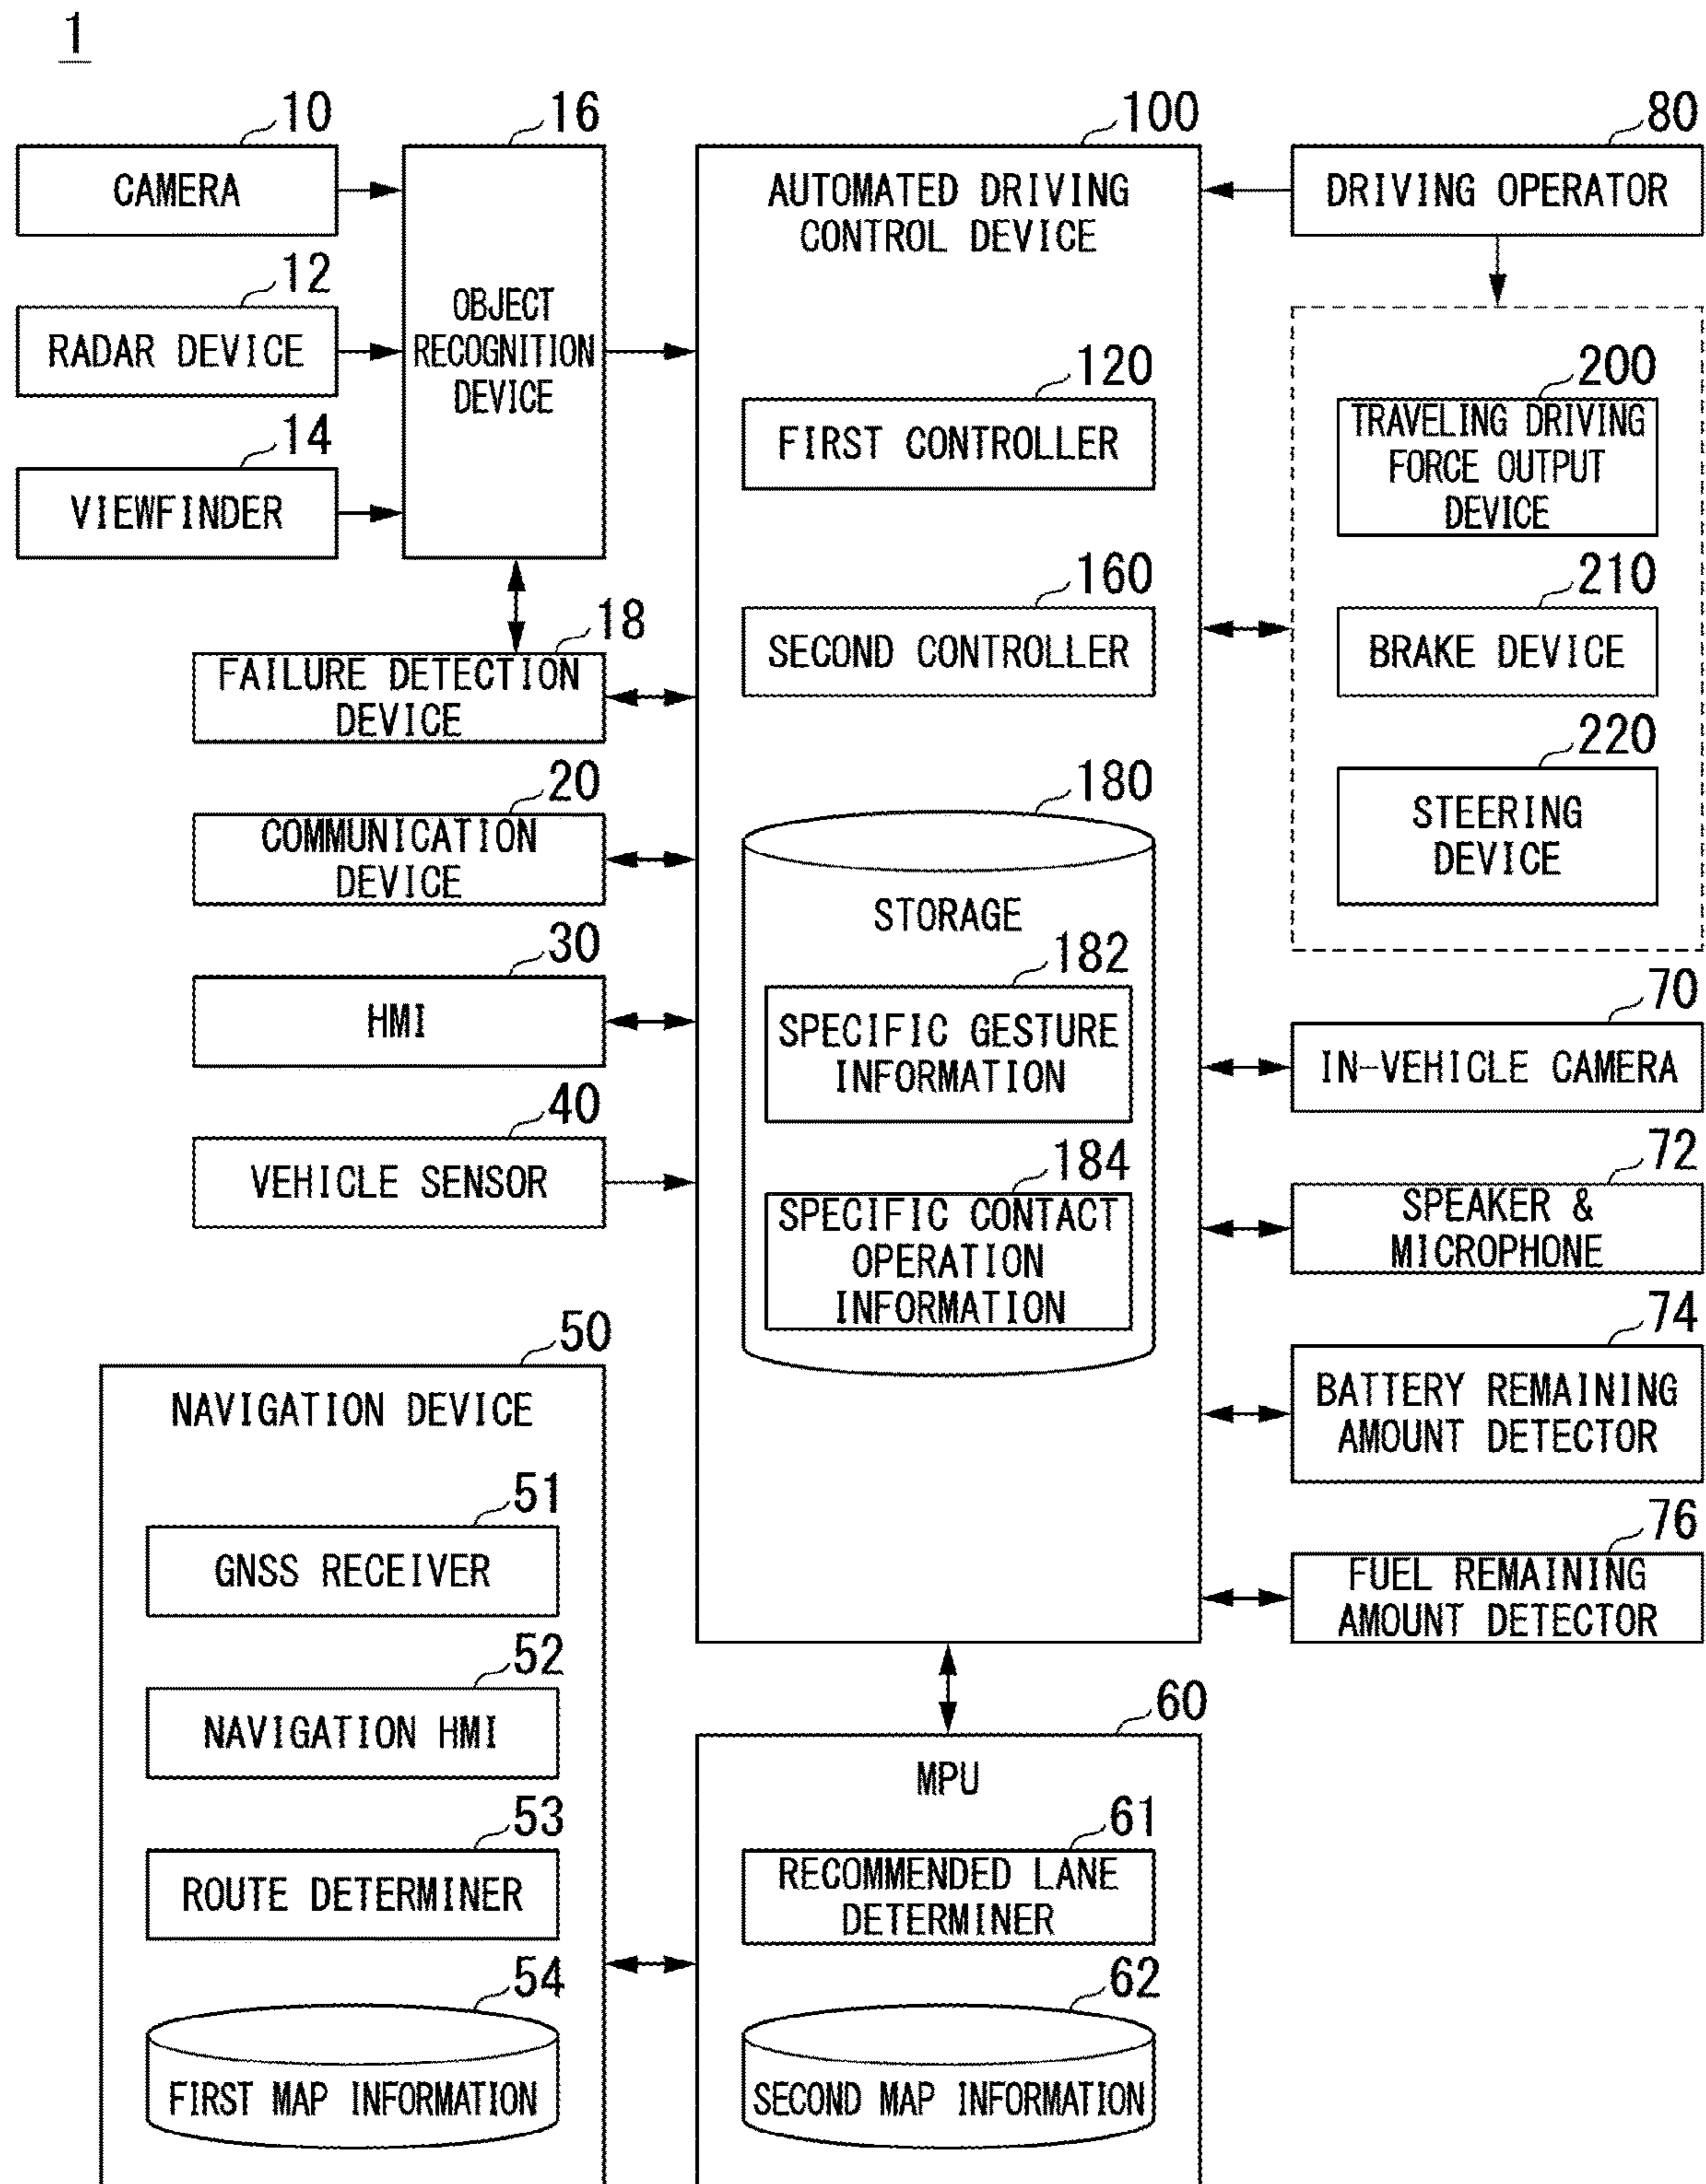 1
10
CAMERA
12
RADAR DEVICE
14
VIEWFINDER
16
OBJECT
RECOGNITION
DEVICE
18
FAILURE DETECTION
DEVICE
20
COMMUNICATION
DEVICE
30
HMI
40
VEHICLE SENSOR
50
NAVIGATION DEVICE
51
GNSS RECEIVER
52
NAVIGATION HMI
53
ROUTE DETERMINER
54
FIRST MAP INFORMATION
100
AUTOMATED DRIVING
CONTROL DEVICE
120
FIRST CONTROLLER
160
SECOND CONTROLLER
180
STORAGE
182
SPECIFIC GESTURE
INFORMATION
184
SPECIFIC CONTACT
OPERATION
INFORMATION
60
MPU
61
RECOMMENDED LANE
DETERMINER
62
SECOND MAP INFORMATION
80
DRIVING OPERATOR
200
TRAVELING DRIVING
FORCE OUTPUT
DEVICE
210
BRAKE DEVICE
220
STEERING
DEVICE
70
IN-VEHICLE CAMERA
72
SPEAKER &
MICROPHONE
74
BATTERY REMAINING
AMOUNT DETECTOR
76
FUEL REMAINING
AMOUNT DETECTOR